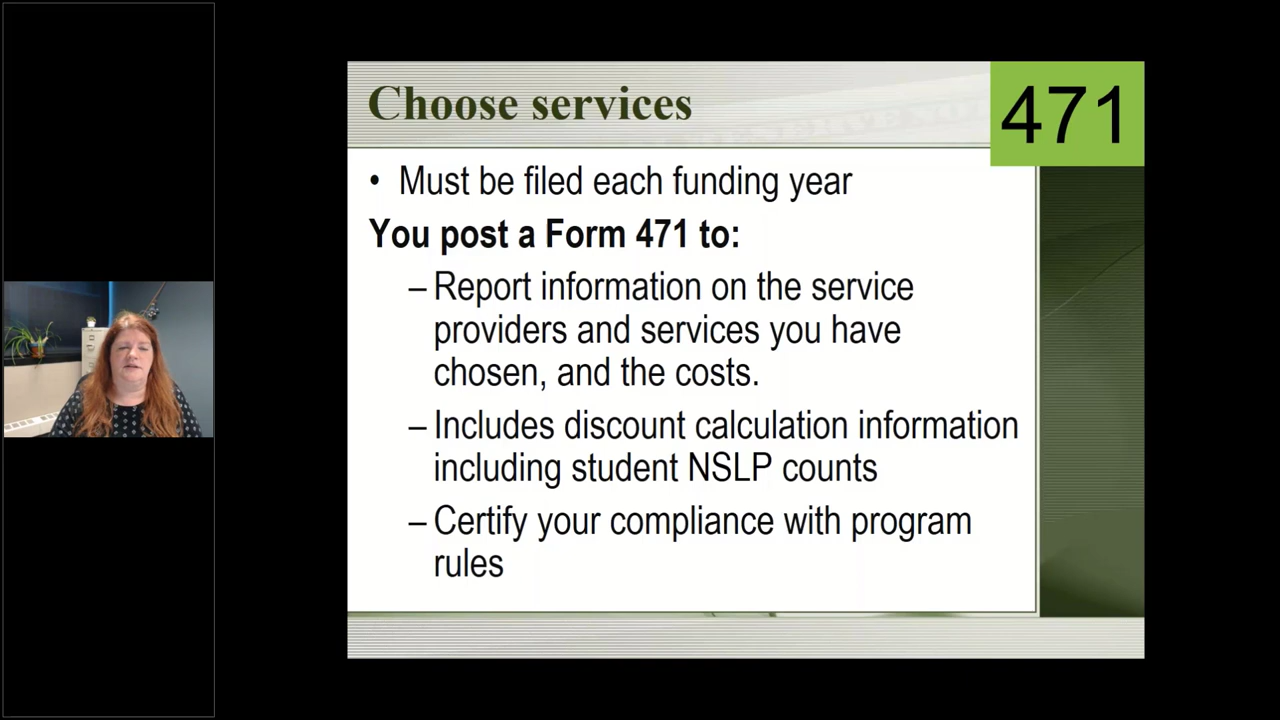 Choose services
471
• Must be filed each funding year
You post a Form 471 to:
– Report information on the service
providers and services you have
chosen, and the costs.
– Includes discount calculation information
including student NSLP counts
– Certify your compliance with program
rules